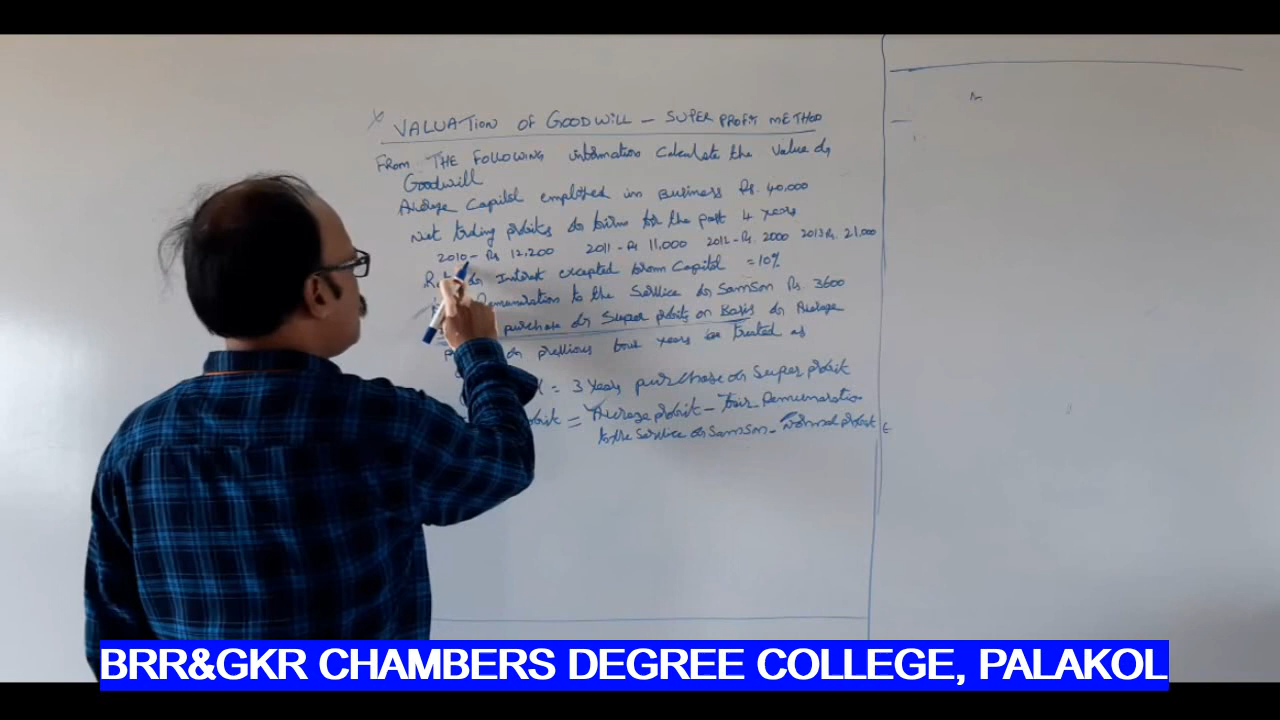 VALUATION OF GOODWILL - SUPER PROFIT METHOD
FROM THE FOLLOWING information Calculate the Value of
Goodwill
Average Capital employed in Business Rs. 40,000
Net trading profits of firms for the past 4 years
2010 - Rs 12,200 2011 - Rs 11,000 2012 - Rs. 2000 2013 Rs. 21,000
of Interest excepted from Capital = 10%
Remuneration to the Service of Samson Rs. 3600
purchase of Super profits on Basis of Average
of previous four years be Treated as
= 3 years purchase of Super profit
= Average profit - fair Remuneration
to the Service of Samson - Normal profit
BRR&GKR CHAMBERS DEGREE COLLEGE, PALAKOL